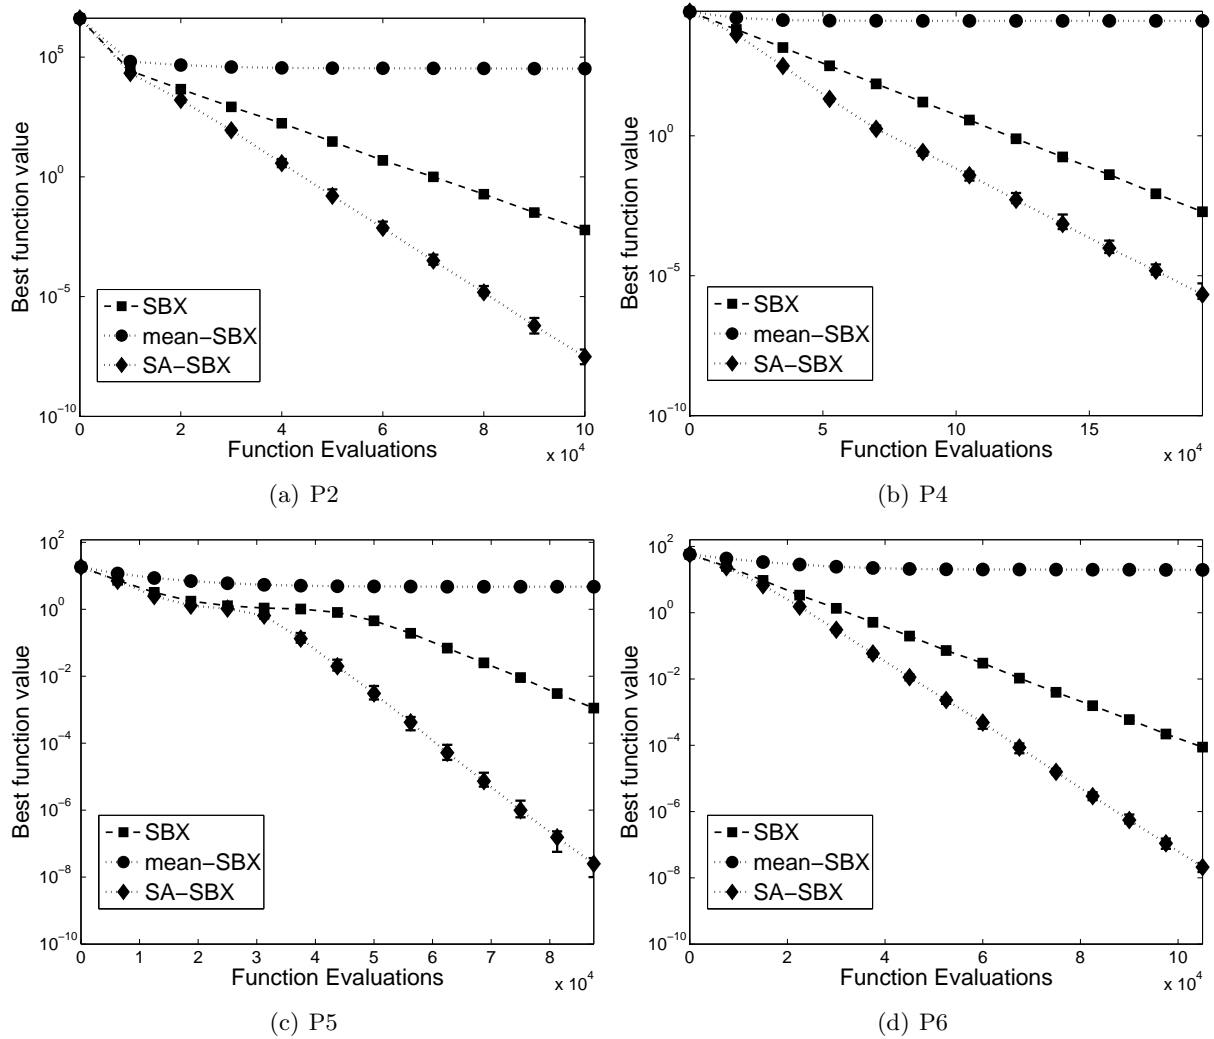 10^5
10^0
10^-5
10^-10
Best function value
SBX
mean-SBX
SA-SBX
0 2 4 6 8 10
Function Evaluations
x 10^4
(a) P2
10^0
10^-5
10^-10
Best function value
SBX
mean-SBX
SA-SBX
0 5 10 15
Function Evaluations
x 10^4
(b) P4
10^2
10^0
10^-2
10^-4
10^-6
10^-8
10^-10
Best function value
SBX
mean-SBX
SA-SBX
0 1 2 3 4 5 6 7 8
Function Evaluations
x 10^4
(c) P5
10^2
10^0
10^-2
10^-4
10^-6
10^-8
10^-10
Best function value
SBX
mean-SBX
SA-SBX
0 2 4 6 8 10
Function Evaluations
x 10^4
(d) P6